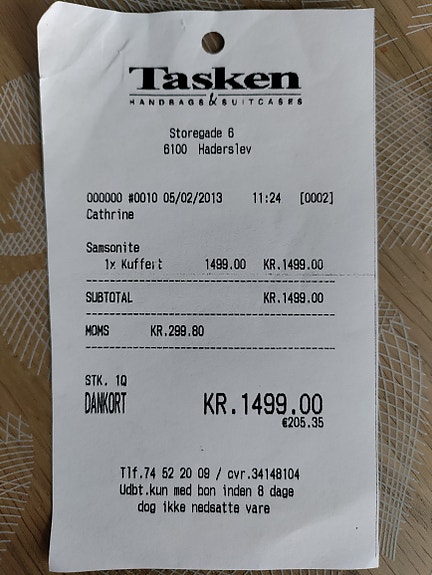 Tasken
HANDBAGS & SUITCASES
Storegade 6
6100 Haderslev
000000 #0010 05/02/2013 11:24 [0002]
Cathrine
Samsonite
1x Kuffert 1499.00 KR.1499.00
SUBTOTAL KR.1499.00
MOMS KR.299.80
STK. 1Q
DANKORT KR.1499.00
€205.35
Tlf.74 52 20 09 / cvr.34148104
Udbt.kun med bon inden 8 dage
dog ikke nedsatte vare